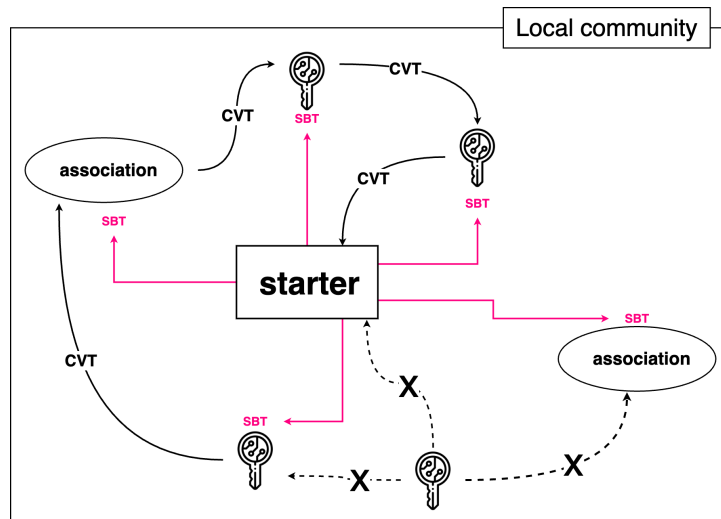 Local community
CVT
CVT
SBT
association
CVT
SBT
SBT
starter
SBT
association
CVT
X
SBT
X
X